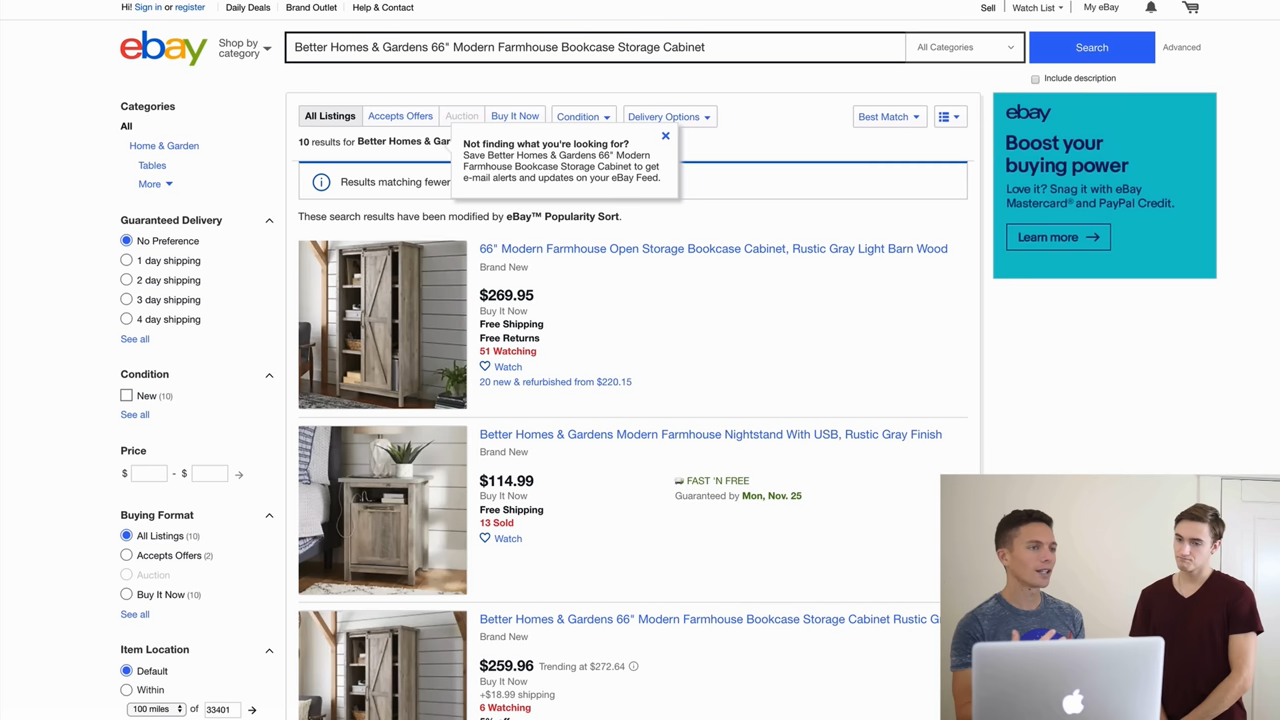 Hi! Sign in or register
Daily Deals
Brand Outlet
Help & Contact
Sell
Watch List
My eBay
ebay
Shop by
category
Better Homes & Gardens 66" Modern Farmhouse Bookcase Storage Cabinet
All Categories
Search
Advanced
Include description
Categories
All
Home & Garden
Tables
More
Guaranteed Delivery
No Preference
1 day shipping
2 day shipping
3 day shipping
4 day shipping
See all
Condition
New (10)
See all
Price
$ - $
Buying Format
All Listings (10)
Accepts Offers (2)
Auction
Buy It Now (10)
See all
Item Location
Default
Within
100 miles of 33401
All Listings
Accepts Offers
Auction
Buy It Now
Condition
Delivery Options
Best Match
10 results for Better Homes & Gar
Not finding what you're looking for?
Save Better Homes & Gardens 66" Modern
Farmhouse Bookcase Storage Cabinet to get
e-mail alerts and updates on your eBay Feed.
Results matching fewer
These search results have been modified by eBay™ Popularity Sort.
66" Modern Farmhouse Open Storage Bookcase Cabinet, Rustic Gray Light Barn Wood
Brand New
$269.95
Buy It Now
Free Shipping
Free Returns
51 Watching
Watch
20 new & refurbished from $220.15
Better Homes & Gardens Modern Farmhouse Nightstand With USB, Rustic Gray Finish
Brand New
$114.99
Buy It Now
Free Shipping
13 Sold
Watch
FAST 'N FREE
Guaranteed by Mon, Nov. 25
Better Homes & Gardens 66" Modern Farmhouse Bookcase Storage Cabinet Rustic G
Brand New
$259.96 Trending at $272.64
Buy It Now
+$18.99 shipping
6 Watching
ebay
Boost your
buying power
Love it? Snag it with eBay
Mastercard® and PayPal Credit.
Learn more